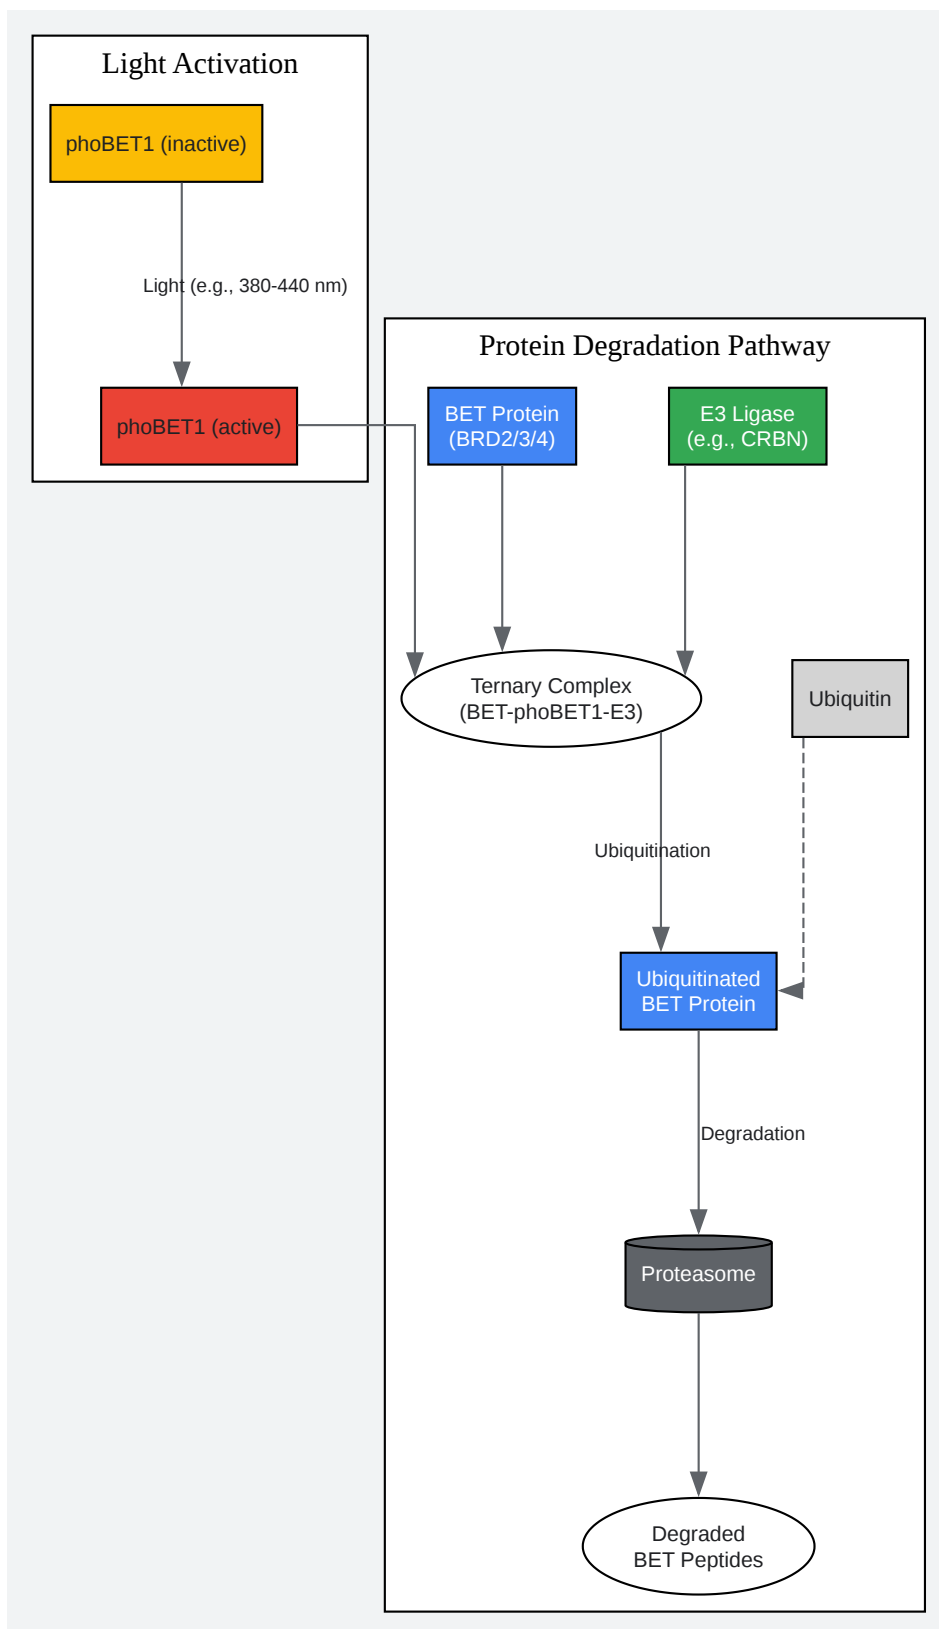 Light Activation
phoBET1 (inactive)
Light (e.g., 380-440 nm)
phoBET1 (active)
Protein Degradation Pathway
BET Protein
(BRD2/3/4)
E3 Ligase
(e.g., CRBN)
Ternary Complex
(BET-phoBET1-E3)
Ubiquitin
Ubiquitination
Ubiquitinated
BET Protein
Degradation
Proteasome
Degraded
BET Peptides